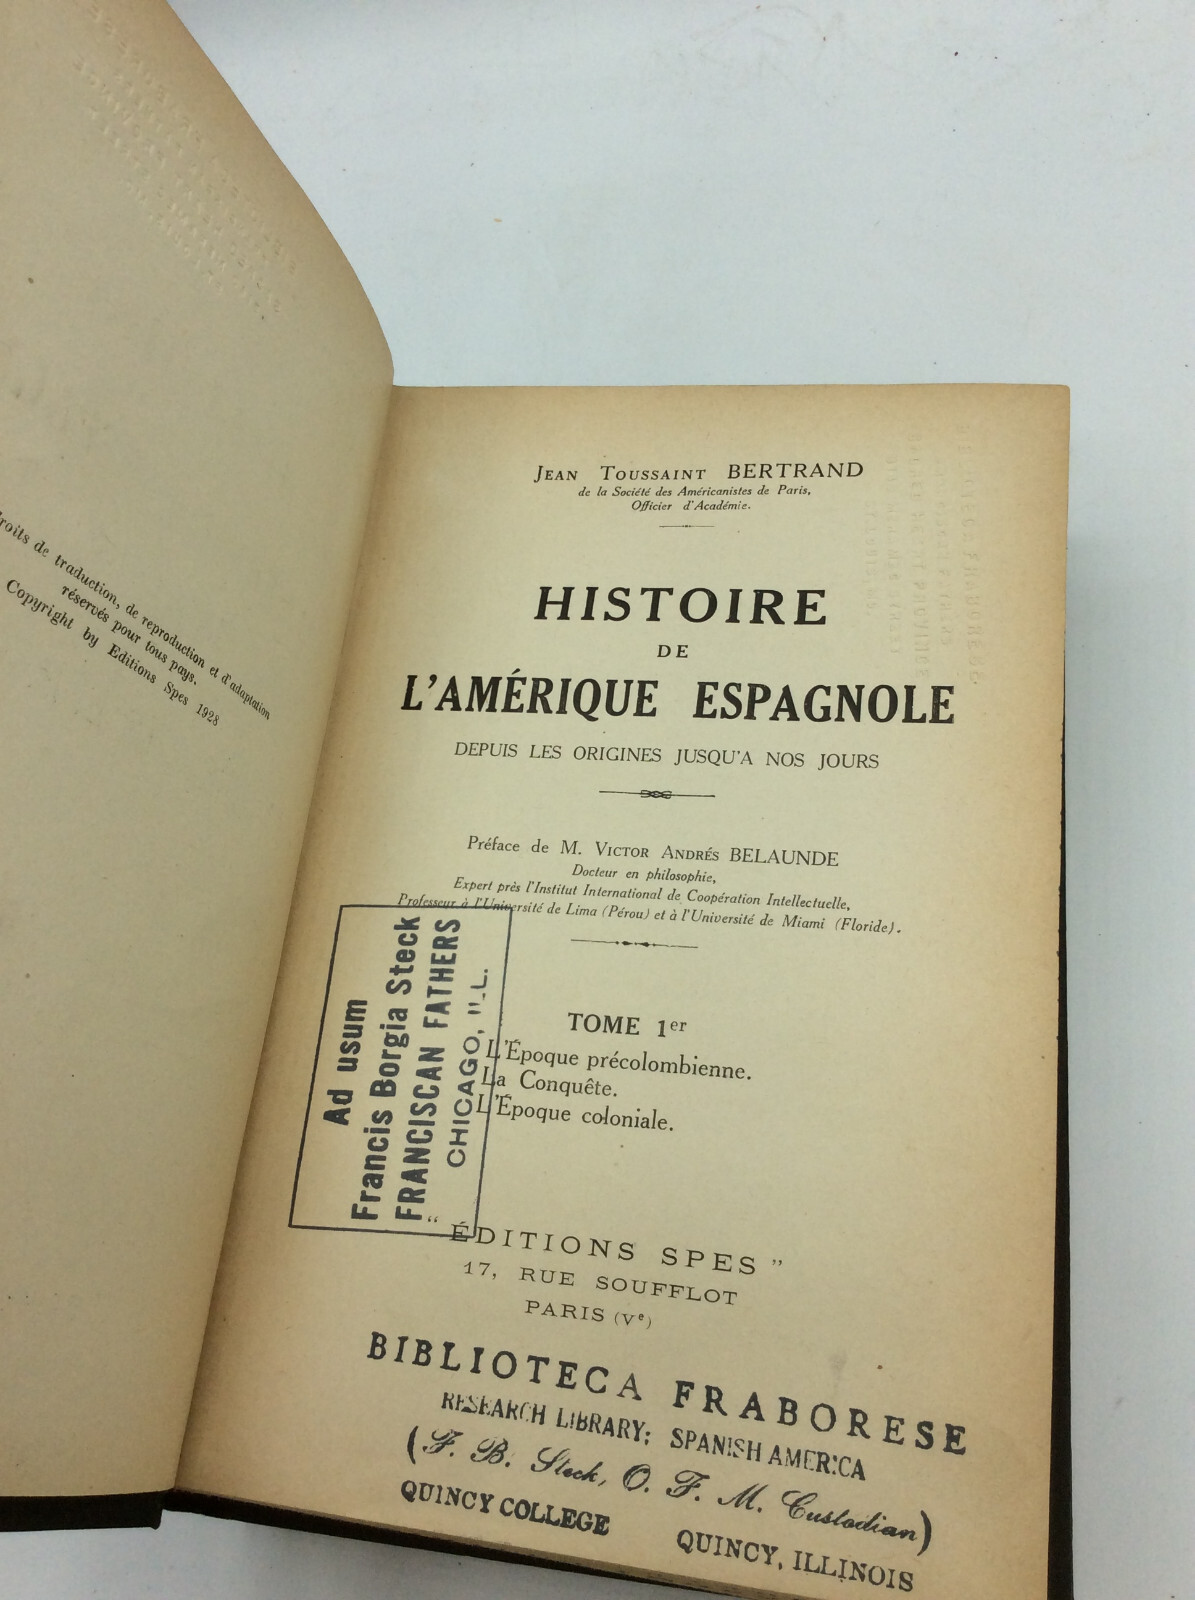 droits de traduction, de reproduction et d'adaptation
réservés pour tous pays.
Copyright by Editions Spes 1928
JEAN TOUSSAINT BERTRAND
de la Société des Américanistes de Paris,
Officier d'Académie.
HISTOIRE
DE
L'AMÉRIQUE ESPAGNOLE
DEPUIS LES ORIGINES JUSQU'A NOS JOURS
Préface de M. VICTOR ANDRÉS BELAUNDE
Docteur en philosophie,
Expert près l'Institut International de Coopération Intellectuelle,
Professeur à l'Université de Lima (Pérou) et à l'Université de Miami (Floride).
Ad usum
Francis Borgia Steck
FRANCISCAN FATHERS
CHICAGO, ILL.
TOME 1er
L'Époque précolombienne.
La Conquête.
L'Époque coloniale.
" ÉDITIONS SPES "
17, RUE SOUFFLOT
PARIS (Ve)
BIBLIOTECA FRABORESE
RESEARCH LIBRARY; SPANISH AMERICA
(F. B. Steck, O. F. M. Custodian)
QUINCY COLLEGE QUINCY, ILLINOIS